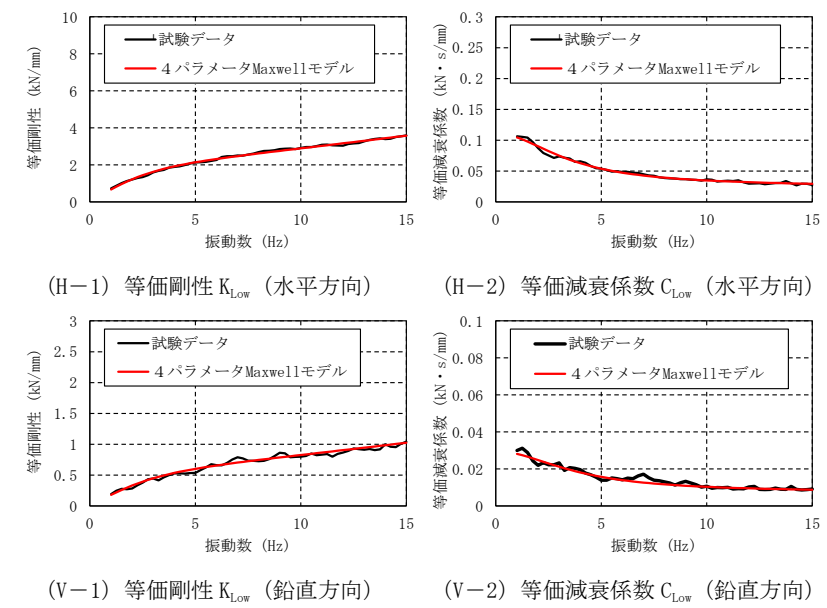 10
8
6
4
2
0
0
5
10
15
等価剛性 (kN/mm)
振動数 (Hz)
試験データ
４パラメータMaxwellモデル
(H－1) 等価剛性 K_Low (水平方向)
0.3
0.25
0.2
0.15
0.1
0.05
0
0
5
10
15
等価減衰係数 (kN・s/mm)
振動数 (Hz)
試験データ
４パラメータMaxwellモデル
(H－2) 等価減衰係数 C_Low (水平方向)
3
2.5
2
1.5
1
0.5
0
0
5
10
15
等価剛性 (kN/mm)
振動数 (Hz)
試験データ
４パラメータMaxwellモデル
(V－1) 等価剛性 K_Low (鉛直方向)
0.1
0.08
0.06
0.04
0.02
0
0
5
10
15
等価減衰係数 (kN・s/mm)
振動数 (Hz)
試験データ
４パラメータMaxwellモデル
(V－2) 等価減衰係数 C_Low (鉛直方向)